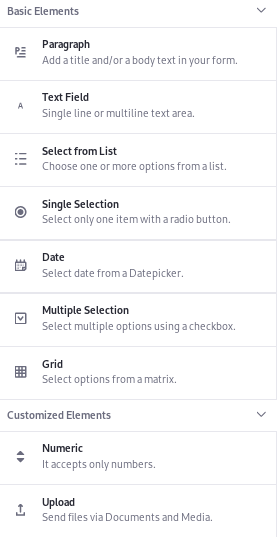 Basic Elements
Paragraph
Add a title and/or a body text in your form.
A
Text Field
Single line or multiline text area.
Select from List
Choose one or more options from a list.
Single Selection
Select only one item with a radio button.
Date
Select date from a Datepicker.
Multiple Selection
Select multiple options using a checkbox.
Grid
Select options from a matrix.
Customized Elements
Numeric
It accepts only numbers.
Upload
Send files via Documents and Media.